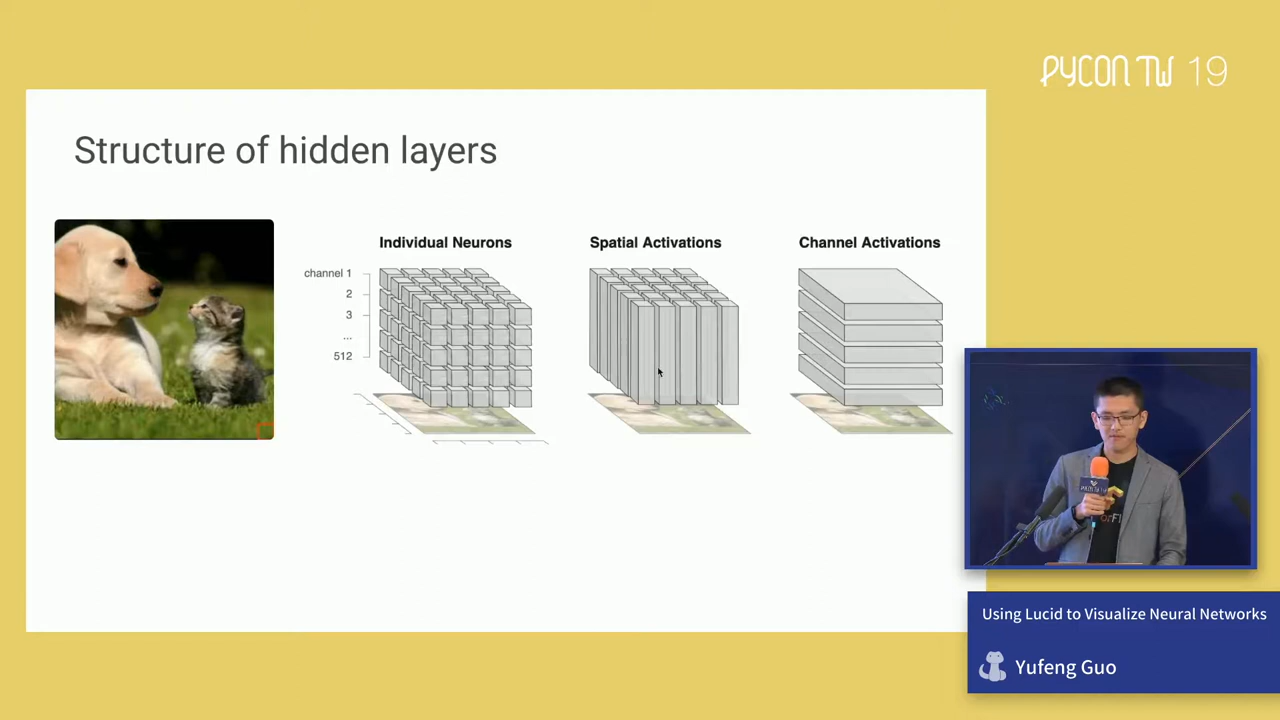 PYCON TW 19
Structure of hidden layers
Individual Neurons
Spatial Activations
Channel Activations
channel 1
2
3
...
512
Using Lucid to Visualize Neural Networks
Yufeng Guo